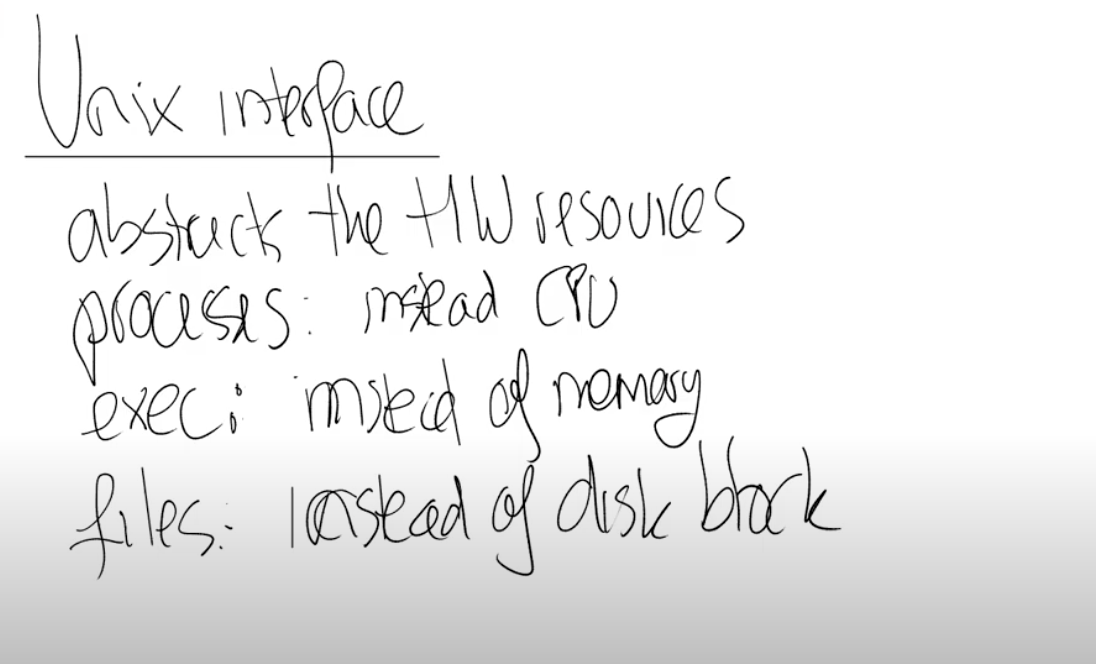 Unix interface
abstracts the HW resources
processes: instead CPU
exec: instead of memory
files: instead of disk block